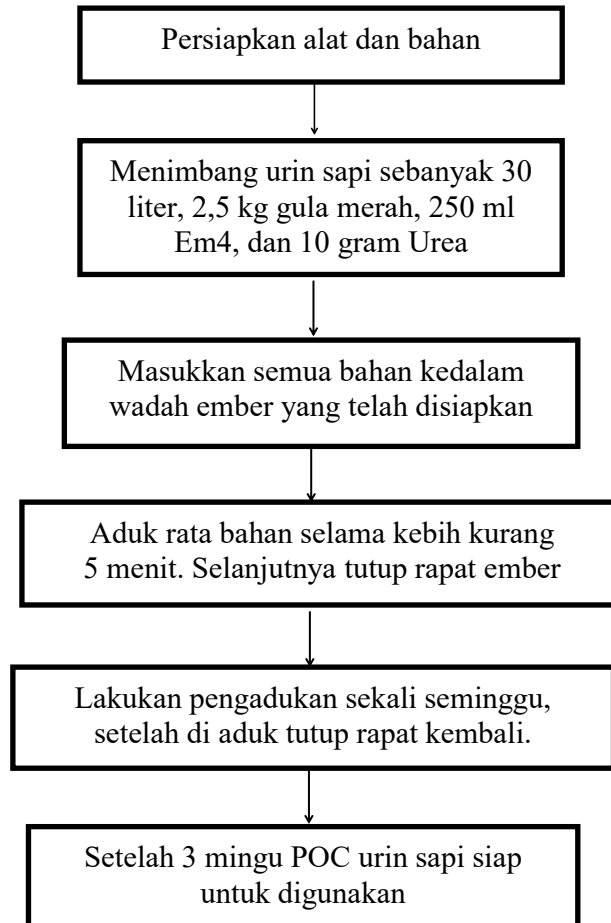 Persiapkan alat dan bahan
Menimbang urin sapi sebanyak 30
liter, 2,5 kg gula merah, 250 ml
Em4, dan 10 gram Urea
Masukkan semua bahan kedalam
wadah ember yang telah disiapkan
Aduk rata bahan selama kebih kurang
5 menit. Selanjutnya tutup rapat ember
Lakukan pengadukan sekali seminggu,
setelah di aduk tutup rapat kembali.
Setelah 3 mingu POC urin sapi siap
untuk digunakan